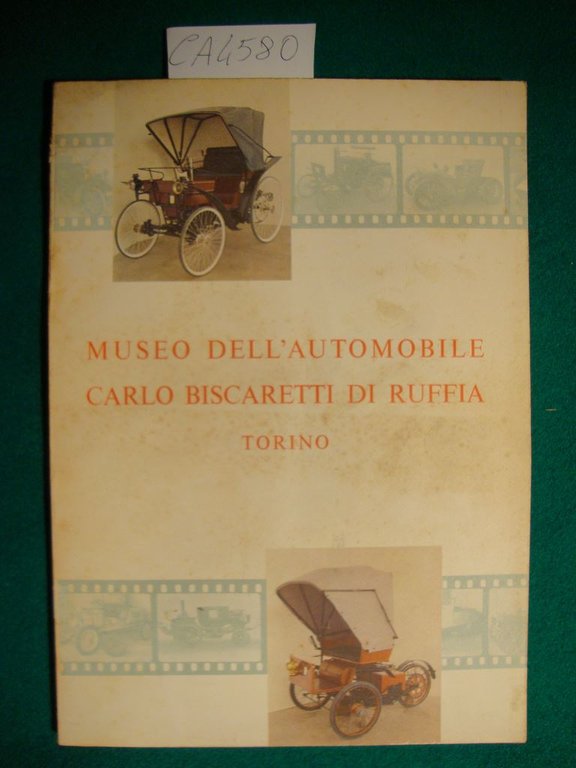 CA4580
MUSEO DELL'AUTOMOBILE
CARLO BISCARETTI DI RUFFIA
TORINO